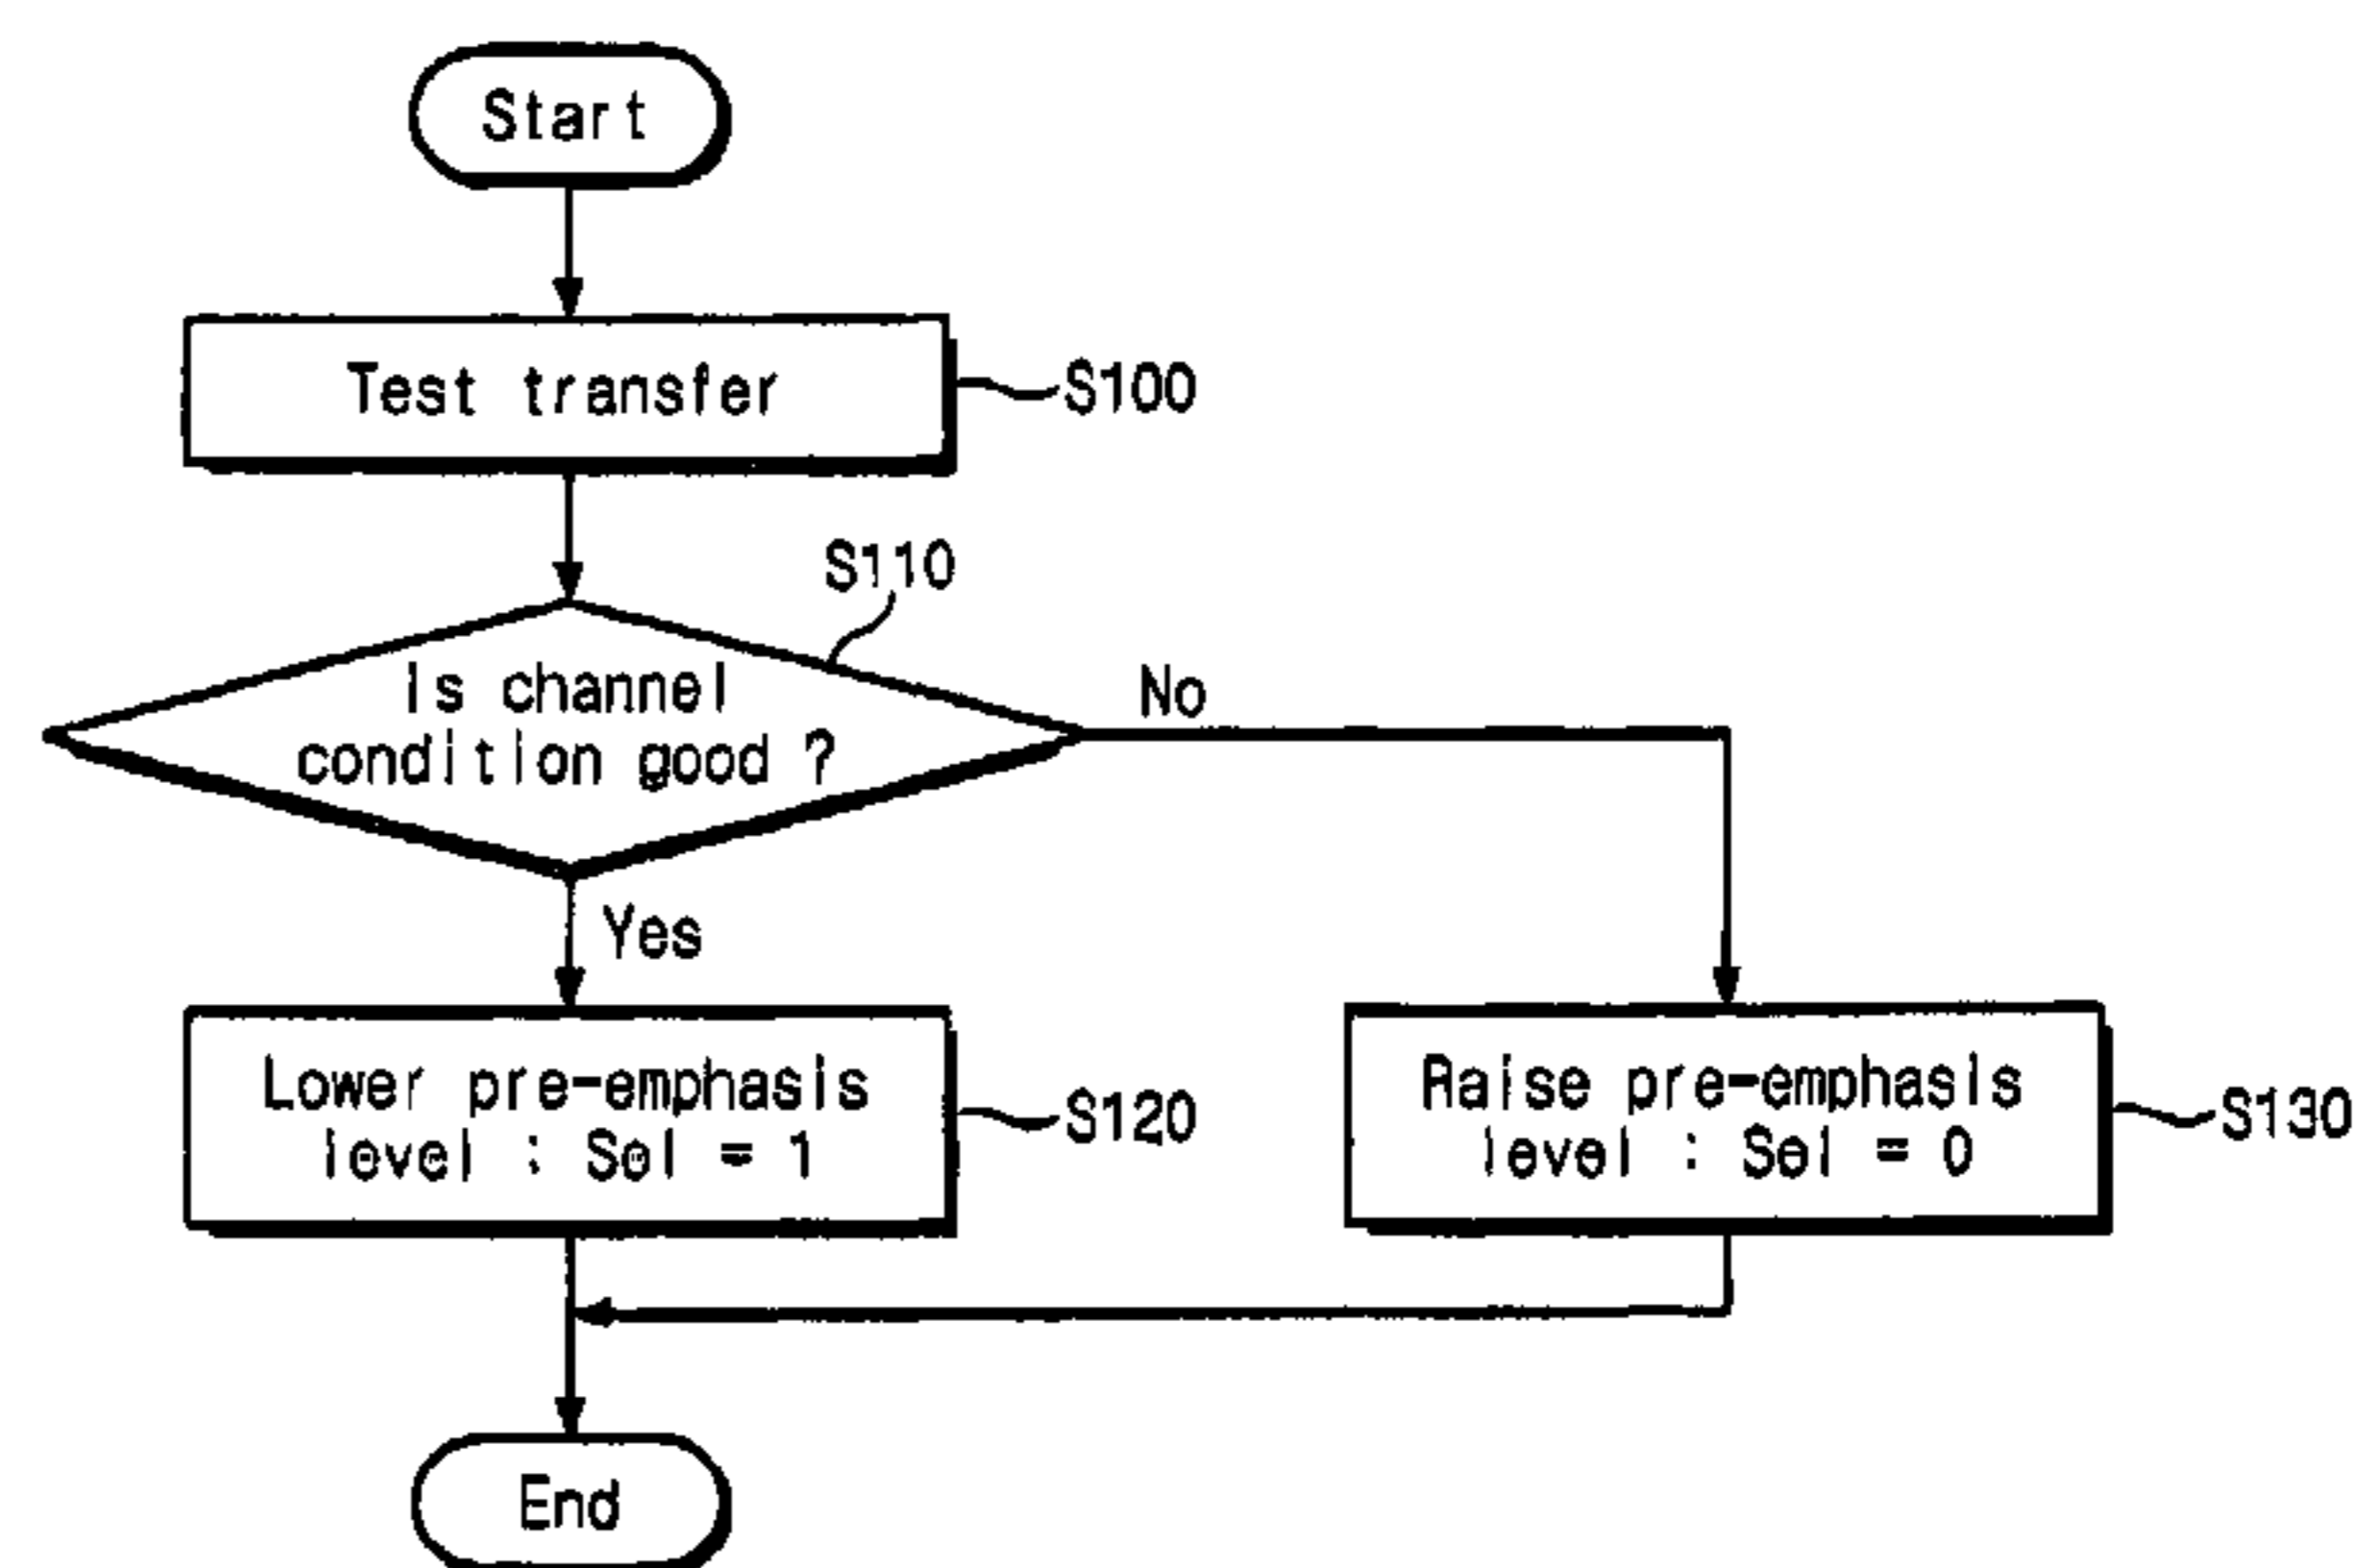 Start
Test transfer
S100
S110
Is channel
condition good ?
No
Yes
Lower pre-emphasis
level : Sel = 1
S120
Raise pre-emphasis
level : Sel = 0
S130
End